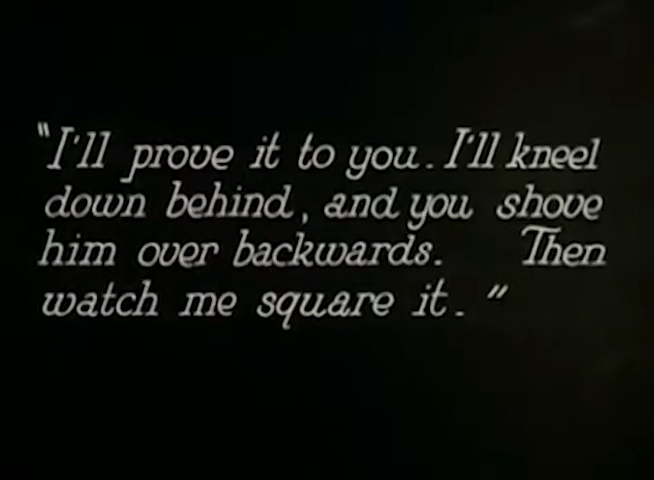 "I'll prove it to you. I'll kneel
down behind, and you shove
him over backwards. Then
watch me square it."